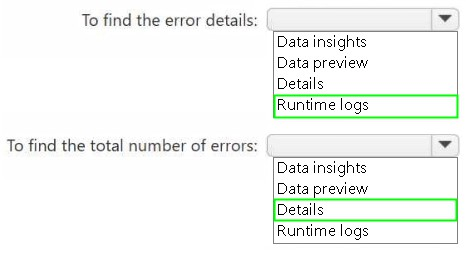 To find the error details:
Data insights
Data preview
Details
Runtime logs
To find the total number of errors:
Data insights
Data preview
Details
Runtime logs